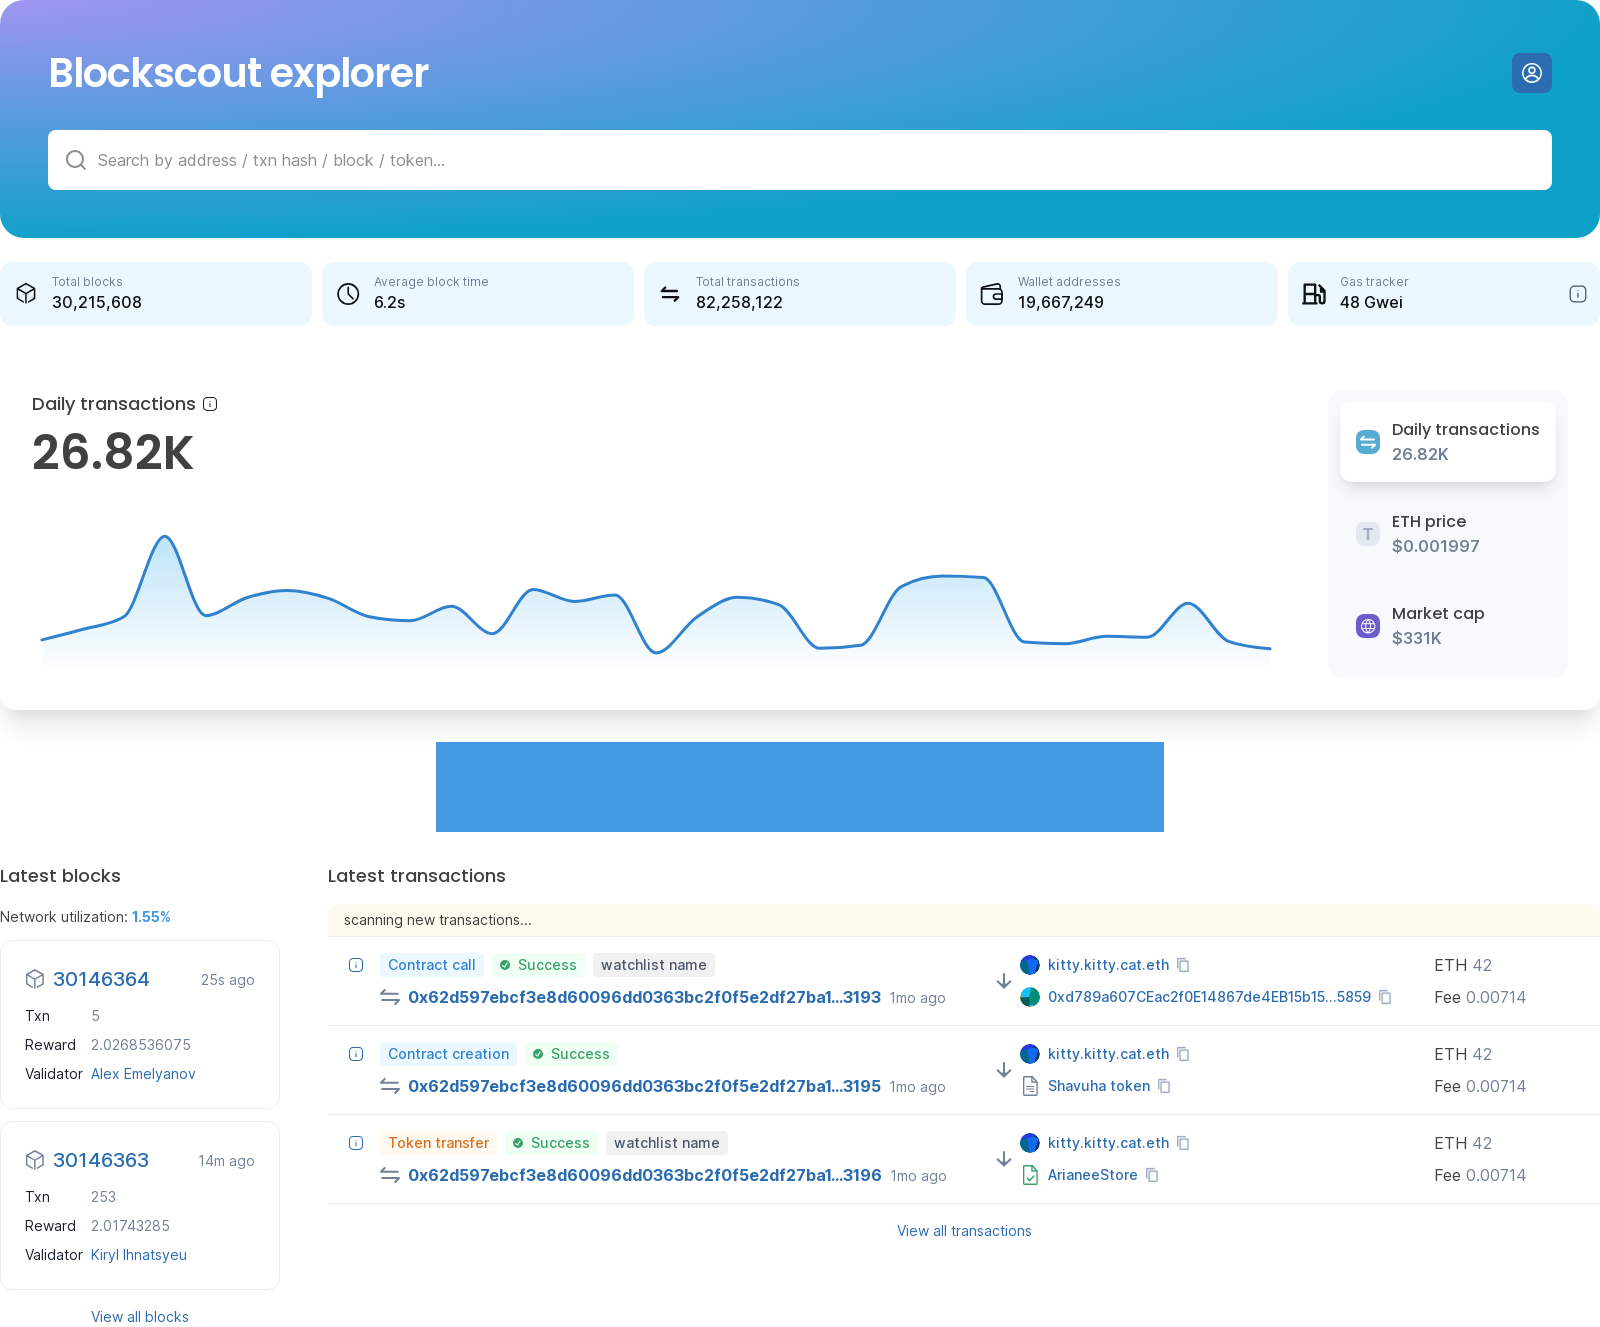 Blockscout explorer
Search by address / txn hash / block / token...
Total blocks
30,215,608
Average block time
6.2s
Total transactions
82,258,122
Wallet addresses
19,667,249
Gas tracker
48 Gwei
Daily transactions
26.82K
Daily transactions
26.82K
T
ETH price
$0.001997
Market cap
$331K
Latest blocks
Network utilization: 1.55%
30146364 25s ago
Txn 5
Reward 2.0268536075
Validator Alex Emelyanov
30146363 14m ago
Txn 253
Reward 2.01743285
Validator Kiryl Ihnatsyeu
View all blocks
Latest transactions
scanning new transactions...
Contract call Success watchlist name
0x62d597ebcf3e8d60096dd0363bc2f0f5e2df27ba1...3193 1mo ago
kitty.kitty.cat.eth
0xd789a607CEac2f0E14867de4EB15b15...5859
ETH 42
Fee 0.00714
Contract creation Success
0x62d597ebcf3e8d60096dd0363bc2f0f5e2df27ba1...3195 1mo ago
kitty.kitty.cat.eth
Shavuha token
ETH 42
Fee 0.00714
Token transfer Success watchlist name
0x62d597ebcf3e8d60096dd0363bc2f0f5e2df27ba1...3196 1mo ago
kitty.kitty.cat.eth
ArianeeStore
ETH 42
Fee 0.00714
View all transactions